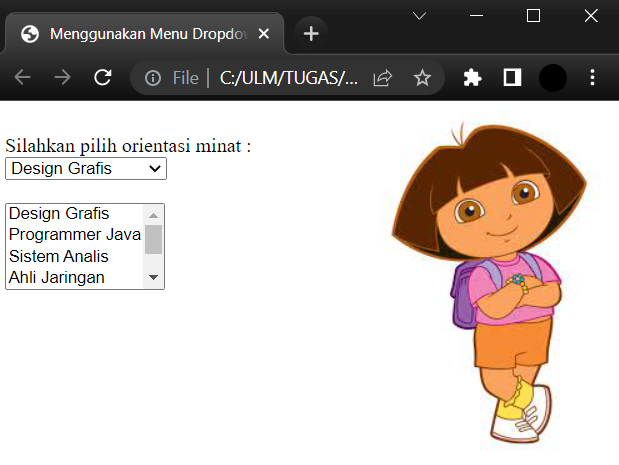 Menggunakan Menu Dropdov
File
C:/ULM/TUGAS/...
Silahkan pilih orientasi minat :
Design Grafis
Design Grafis
Programmer Java
Sistem Analis
Ahli Jaringan